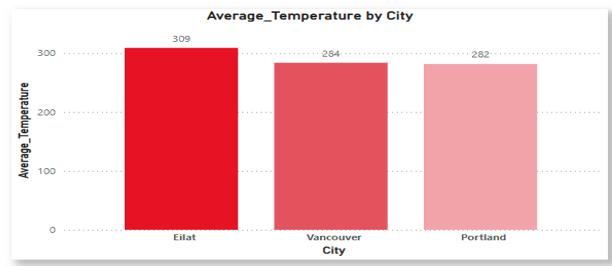 Average_Temperature by City
309
284
282
300
200
100
0
Average_Temperature
Eilat
Vancouver
Portland
City